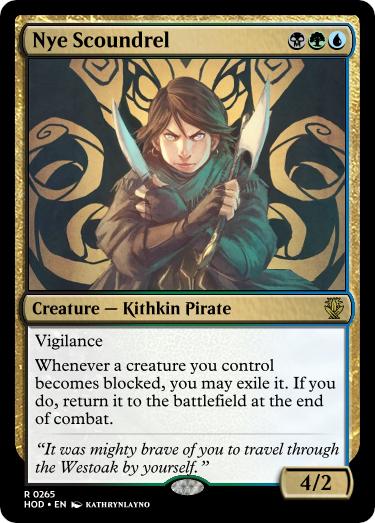 Nye Scoundrel
Creature — Kithkin Pirate
Vigilance
Whenever a creature you control
becomes blocked, you may exile it. If you
do, return it to the battlefield at the end
of combat.
“It was mighty brave of you to travel through
the Westoak by yourself.”
4/2
R 0265
HOD • EN KATHRYNLAYNO